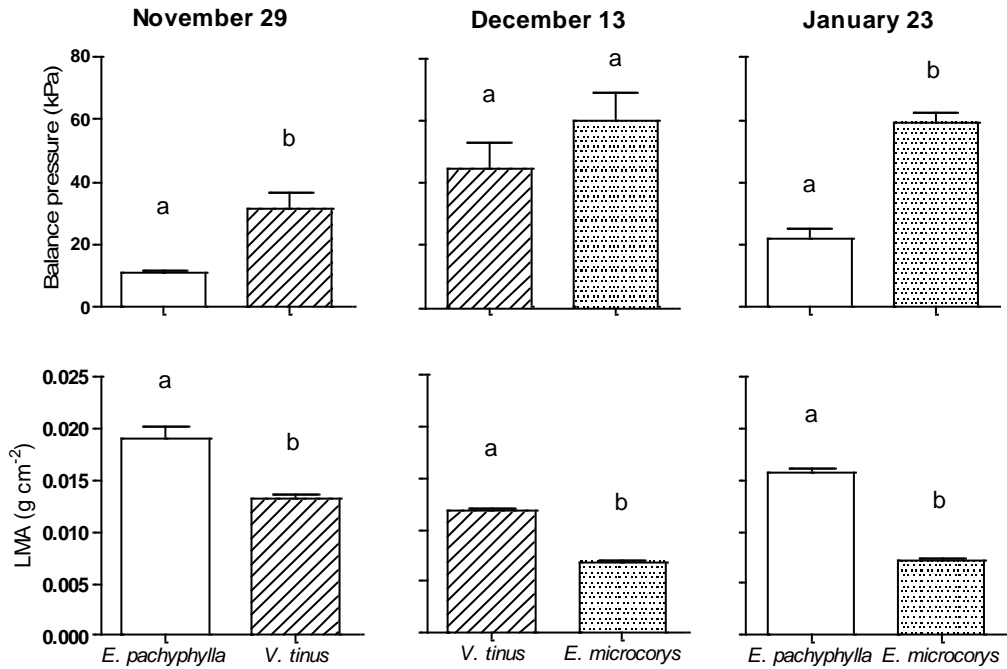 November 29
December 13
January 23
Balance pressure (kPa)
80
60
40
20
0
a
b
a
a
a
b
LMA (g cm-2)
0.025
0.020
0.015
0.010
0.005
0.000
a
b
a
b
a
b
E. pachyphylla
V. tinus
V. tinus
E. microcorys
E. pachyphylla
E. microcorys